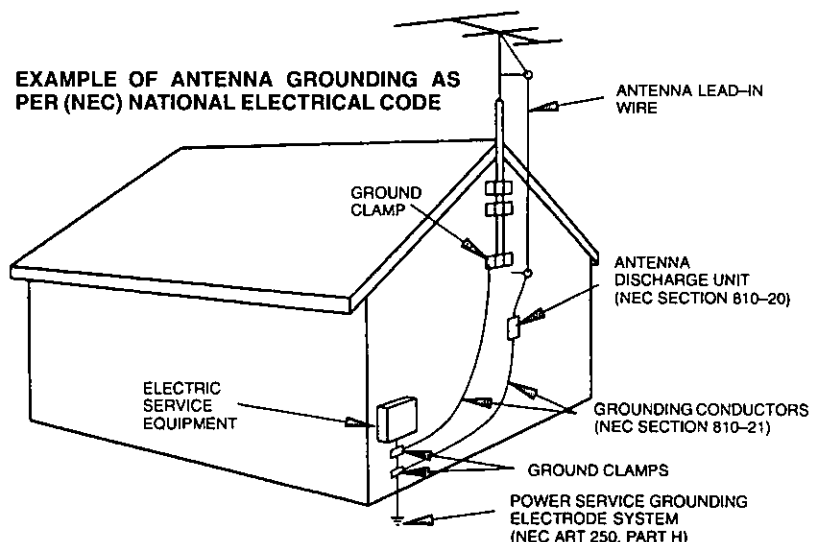 EXAMPLE OF ANTENNA GROUNDING AS
PER (NEC) NATIONAL ELECTRICAL CODE
ANTENNA LEAD–IN
WIRE
GROUND
CLAMP
ANTENNA
DISCHARGE UNIT
(NEC SECTION 810–20)
ELECTRIC
SERVICE
EQUIPMENT
GROUNDING CONDUCTORS
(NEC SECTION 810–21)
GROUND CLAMPS
POWER SERVICE GROUNDING
ELECTRODE SYSTEM
(NEC ART 250, PART H)